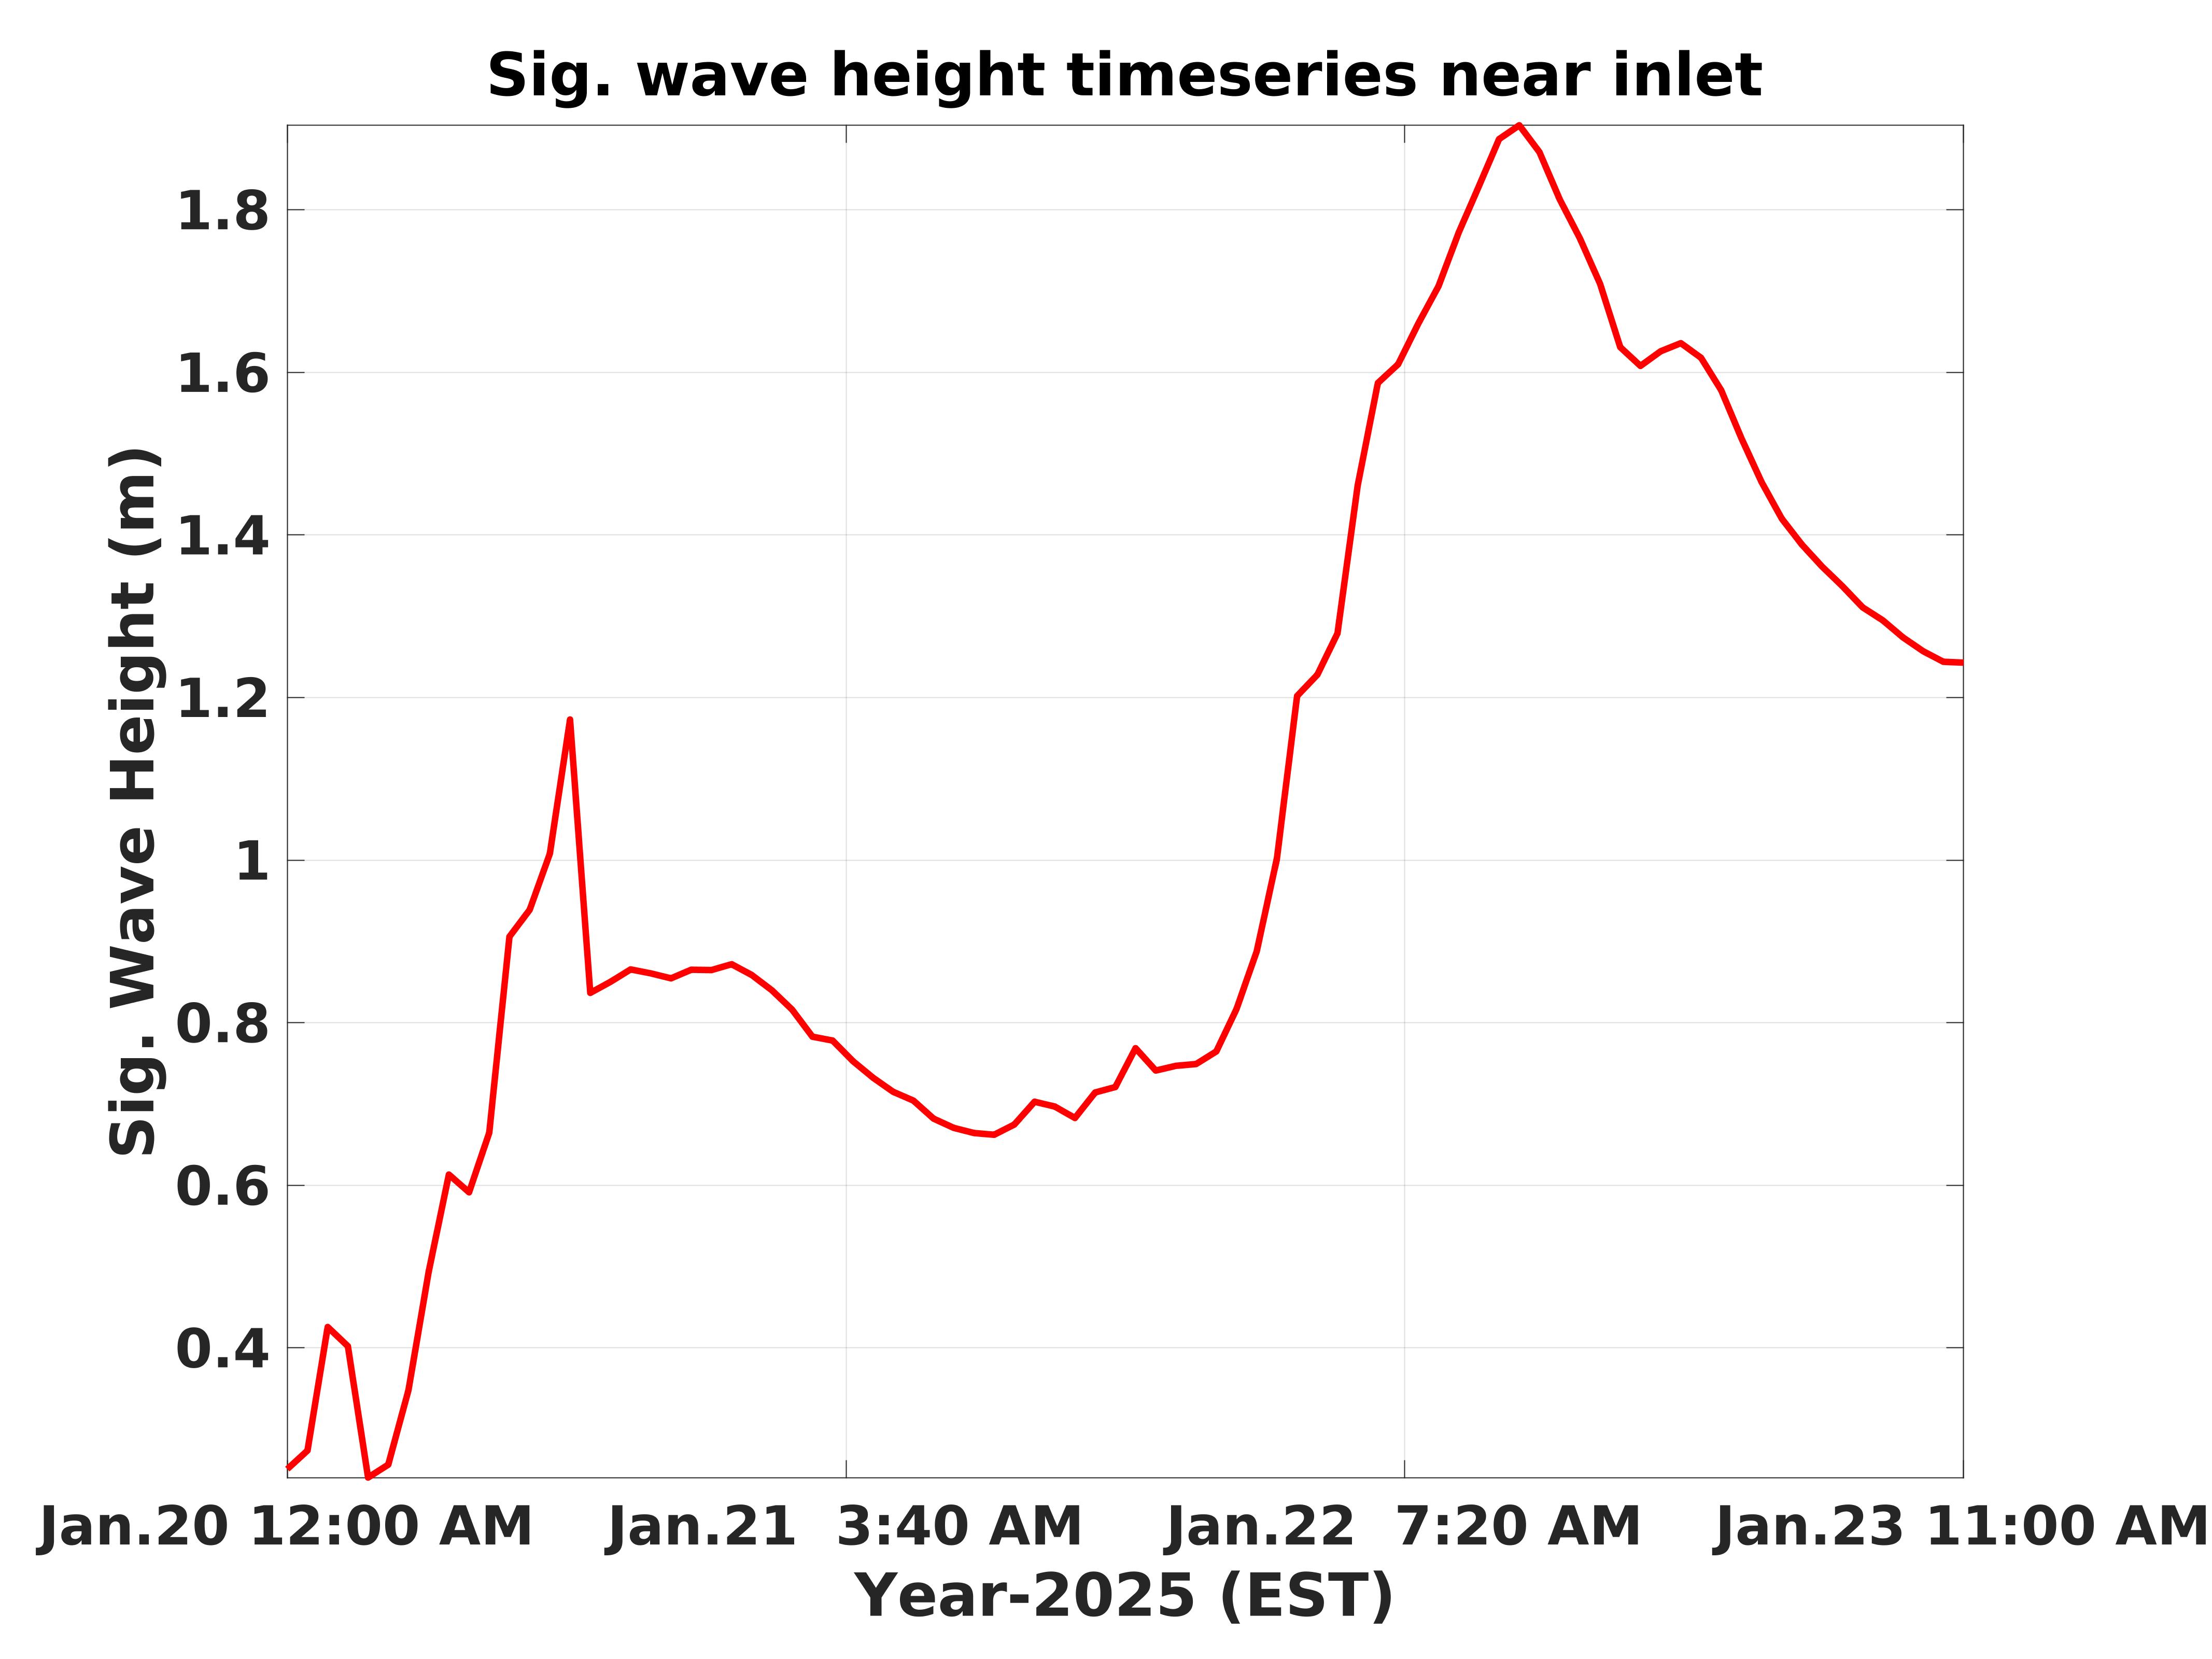 Sig. wave height timeseries near inlet
Sig. Wave Height (m)
1.8
1.6
1.4
1.2
1
0.8
0.6
0.4
Jan.20 12:00 AM Jan.21  3:40 AM Jan.22  7:20 AM Jan.23 11:00 AM
Year-2025 (EST)